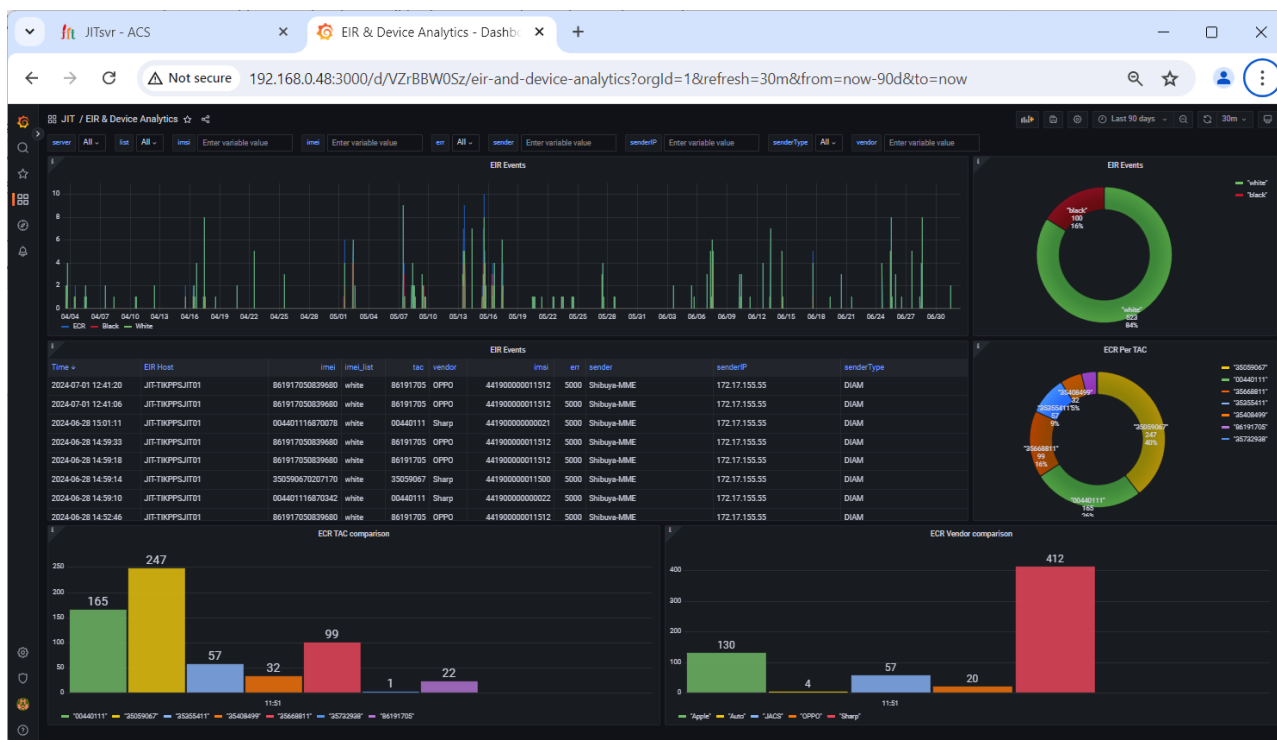 JITsvr - ACS
EIR & Device Analytics - Dashbo
Not secure 192.168.0.48:3000/d/VZrBBW0Sz/eir-and-device-analytics?orgId=1&refresh=30m&from=now-90d&to=now
JIT / EIR & Device Analytics
Last 90 days 30m
server All list All imsi Enter variable value imei Enter variable value err All sender Enter variable value senderIP Enter variable value senderType All vendor Enter variable value
EIR Events
10
8
6
4
2
0
04/04 04/07 04/10 04/13 04/16 04/19 04/22 04/25 04/28 05/01 05/04 05/07 05/10 05/13 05/16 05/19 05/22 05/25 05/28 05/31 06/03 06/06 06/09 06/12 06/15 06/18 06/21 06/24 06/27 06/30
ECR Black White
EIR Events
"white"
"black"
"black"
100
16%
"white"
523
84%
EIR Events
Time EIR Host imei imei_list tac vendor imsi err sender senderIP senderType
2024-07-01 12:41:20 JIT-TIKPPSJIT01 861917050839680 white 86191705 OPPO 441900000011512 5000 Shibuya-MME 172.17.155.55 DIAM
2024-07-01 12:41:06 JIT-TIKPPSJIT01 861917050839680 white 86191705 OPPO 441900000011512 5000 Shibuya-MME 172.17.155.55 DIAM
2024-06-28 15:01:11 JIT-TIKPPSJIT01 004401116870078 white 00440111 Sharp 441900000000021 5000 Shibuya-MME 172.17.155.55 DIAM
2024-06-28 14:59:33 JIT-TIKPPSJIT01 861917050839680 white 86191705 OPPO 441900000011512 5000 Shibuya-MME 172.17.155.55 DIAM
2024-06-28 14:59:18 JIT-TIKPPSJIT01 861917050839680 white 86191705 OPPO 441900000011512 5000 Shibuya-MME 172.17.155.55 DIAM
2024-06-28 14:59:14 JIT-TIKPPSJIT01 350590670207170 white 35059067 Sharp 441900000011500 5000 Shibuya-MME 172.17.155.55 DIAM
2024-06-28 14:59:10 JIT-TIKPPSJIT01 004401116870342 white 00440111 Sharp 441900000000022 5000 Shibuya-MME 172.17.155.55 DIAM
2024-06-28 14:52:46 JIT-TIKPPSJIT01 861917050839680 white 86191705 OPPO 441900000011512 5000 Shibuya-MME 172.17.155.55 DIAM
ECR Per TAC
"35059067"
"00440111"
"35668811"
"35355411"
"35408499"
"86191705"
"35732938"
"35408499"
32
5%
"35355411"
57
9%
"35059067"
247
40%
"35668811"
99
16%
"00440111"
165
26%
ECR TAC comparison
250
200
150
100
50
0
165
247
57
32
99
1
22
11:51
"00440111" "35059067" "35355411" "35408499" "35668811" "35732938" "86191705"
ECR Vendor comparison
400
300
200
100
0
130
4
57
20
412
11:51
"Apple" "Auto" "JACS" "OPPO" "Sharp"